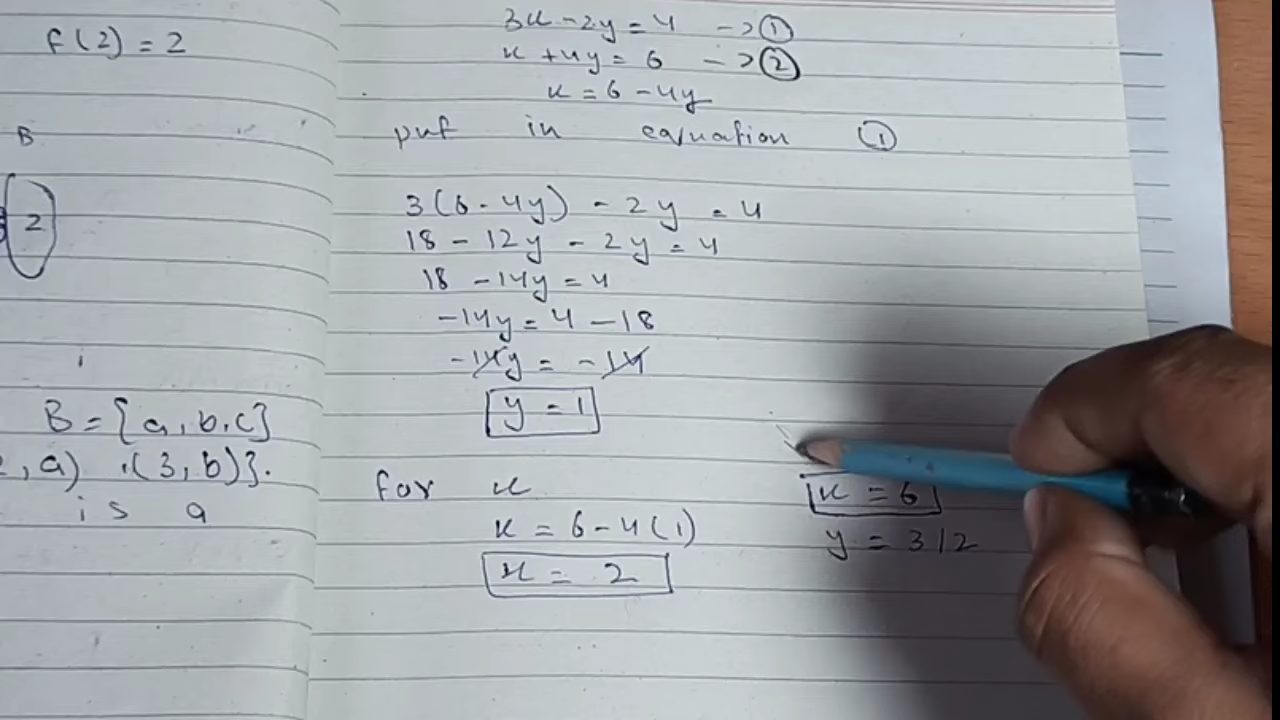 f(2) = 2
B
2
B = {a, b, c}
2, a) , (3, b)}.
is a
3x - 2y = 4 -> ①
x + 4y = 6 -> ②
x = 6 - 4y
put in equation ①
3(6 - 4y) - 2y = 4
18 - 12y - 2y = 4
18 - 14y = 4
-14y = 4 - 18
-14y = -14
y = 1
for x
x = 6 - 4(1)
x = 2
x = 6
y = 3/2